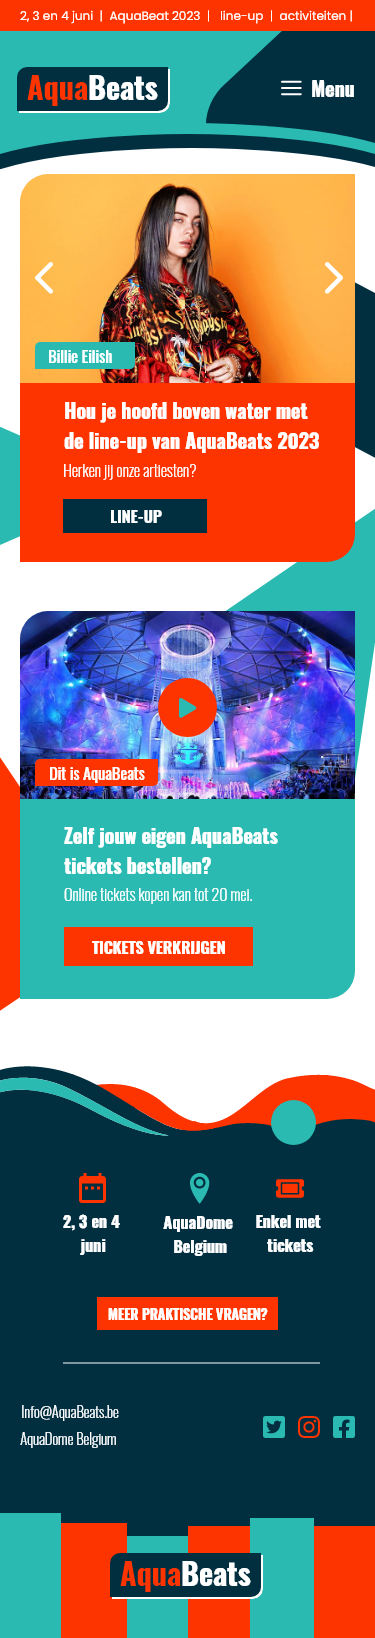 2, 3 en 4 juni | AquaBeat 2023 | line-up | activiteiten |
AquaBeats
Menu
Billie Eilish
Hou je hoofd boven water met
de line-up van AquaBeats 2023
Herken jij onze artiesten?
LINE-UP
Dit is AquaBeats
Zelf jouw eigen AquaBeats
tickets bestellen?
Online tickets kopen kan tot 20 mei.
TICKETS VERKRIJGEN
2, 3 en 4
juni
AquaDome
Belgium
Enkel met
tickets
MEER PRAKTISCHE VRAGEN?
Info@AquaBeats.be
AquaDome Belgium
AquaBeats